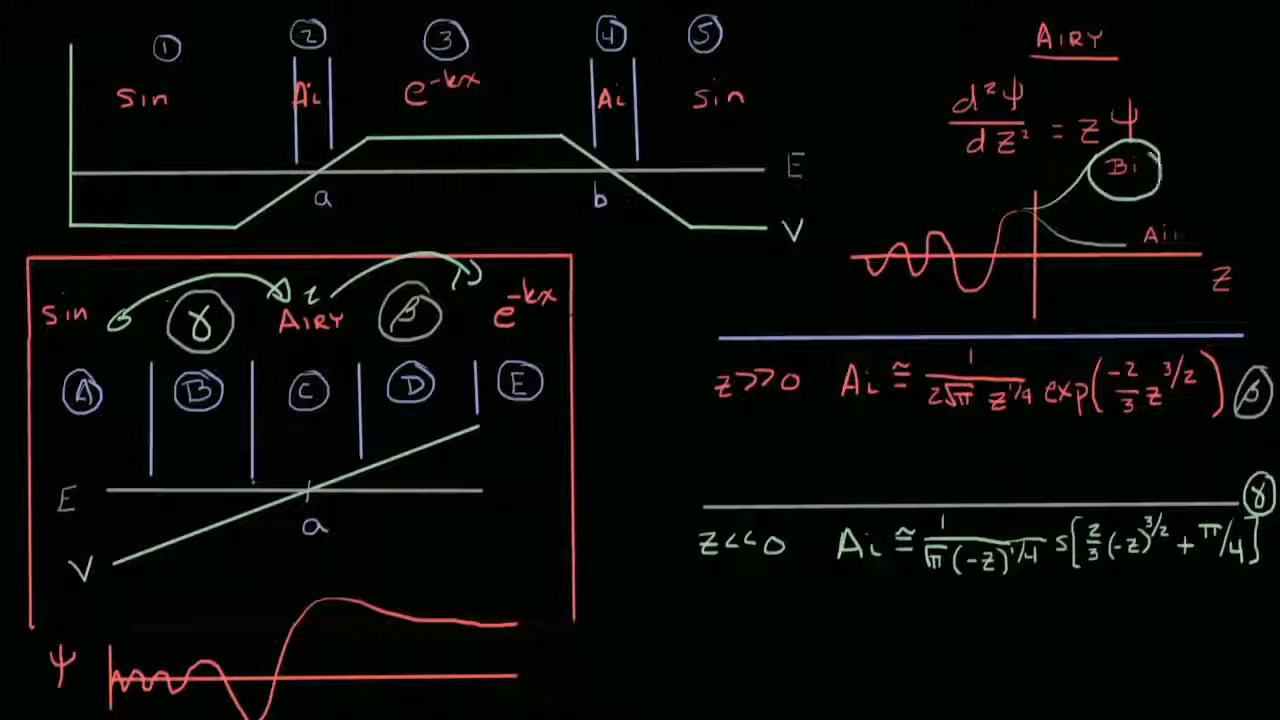 ① ② ③ ④ ⑤
sin Ai e^-kx Ai sin
E
a b
V
sin γ AIRY β e^-kx
A B C D E
E
a
V
ψ
AIRY
d²ψ/dz² = z ψ
Bi
Ai
z
z>>0 Ai ≅ 1/(2√π z^1/4) exp(-2/3 z^3/2) β
γ
z<<0 Ai ≅ 1/(√π (-z)^1/4) s[2/3 (-z)^3/2 + π/4]